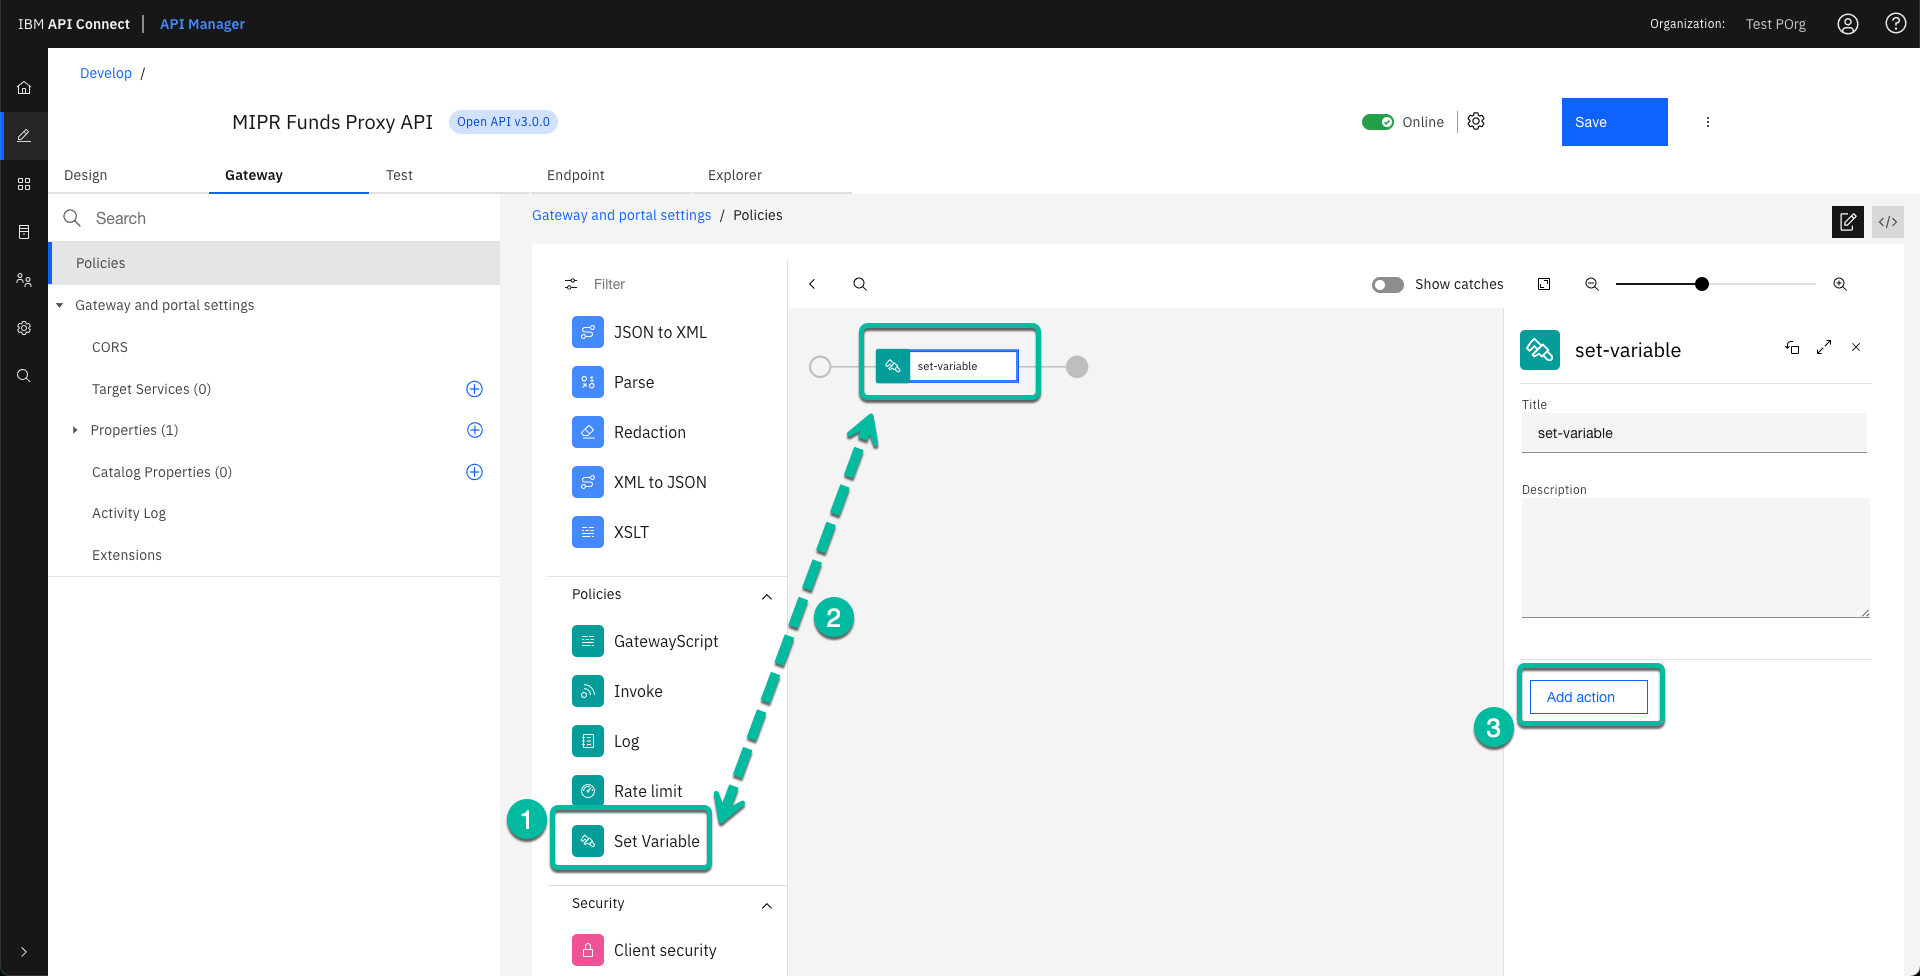 IBM API Connect | API Manager
Organization: Test POrg
Develop /
MIPR Funds Proxy API Open API v3.0.0
Online
Save
Design Gateway Test Endpoint Explorer
Search
Policies
Gateway and portal settings
CORS
Target Services (0)
Properties (1)
Catalog Properties (0)
Activity Log
Extensions
Gateway and portal settings / Policies
</>
Filter
JSON to XML
Parse
Redaction
XML to JSON
XSLT
Policies
GatewayScript
Invoke
Log
Rate limit
1
Set Variable
Security
Client security
Show catches
set-variable
2
set-variable
Title
set-variable
Description
3
Add action